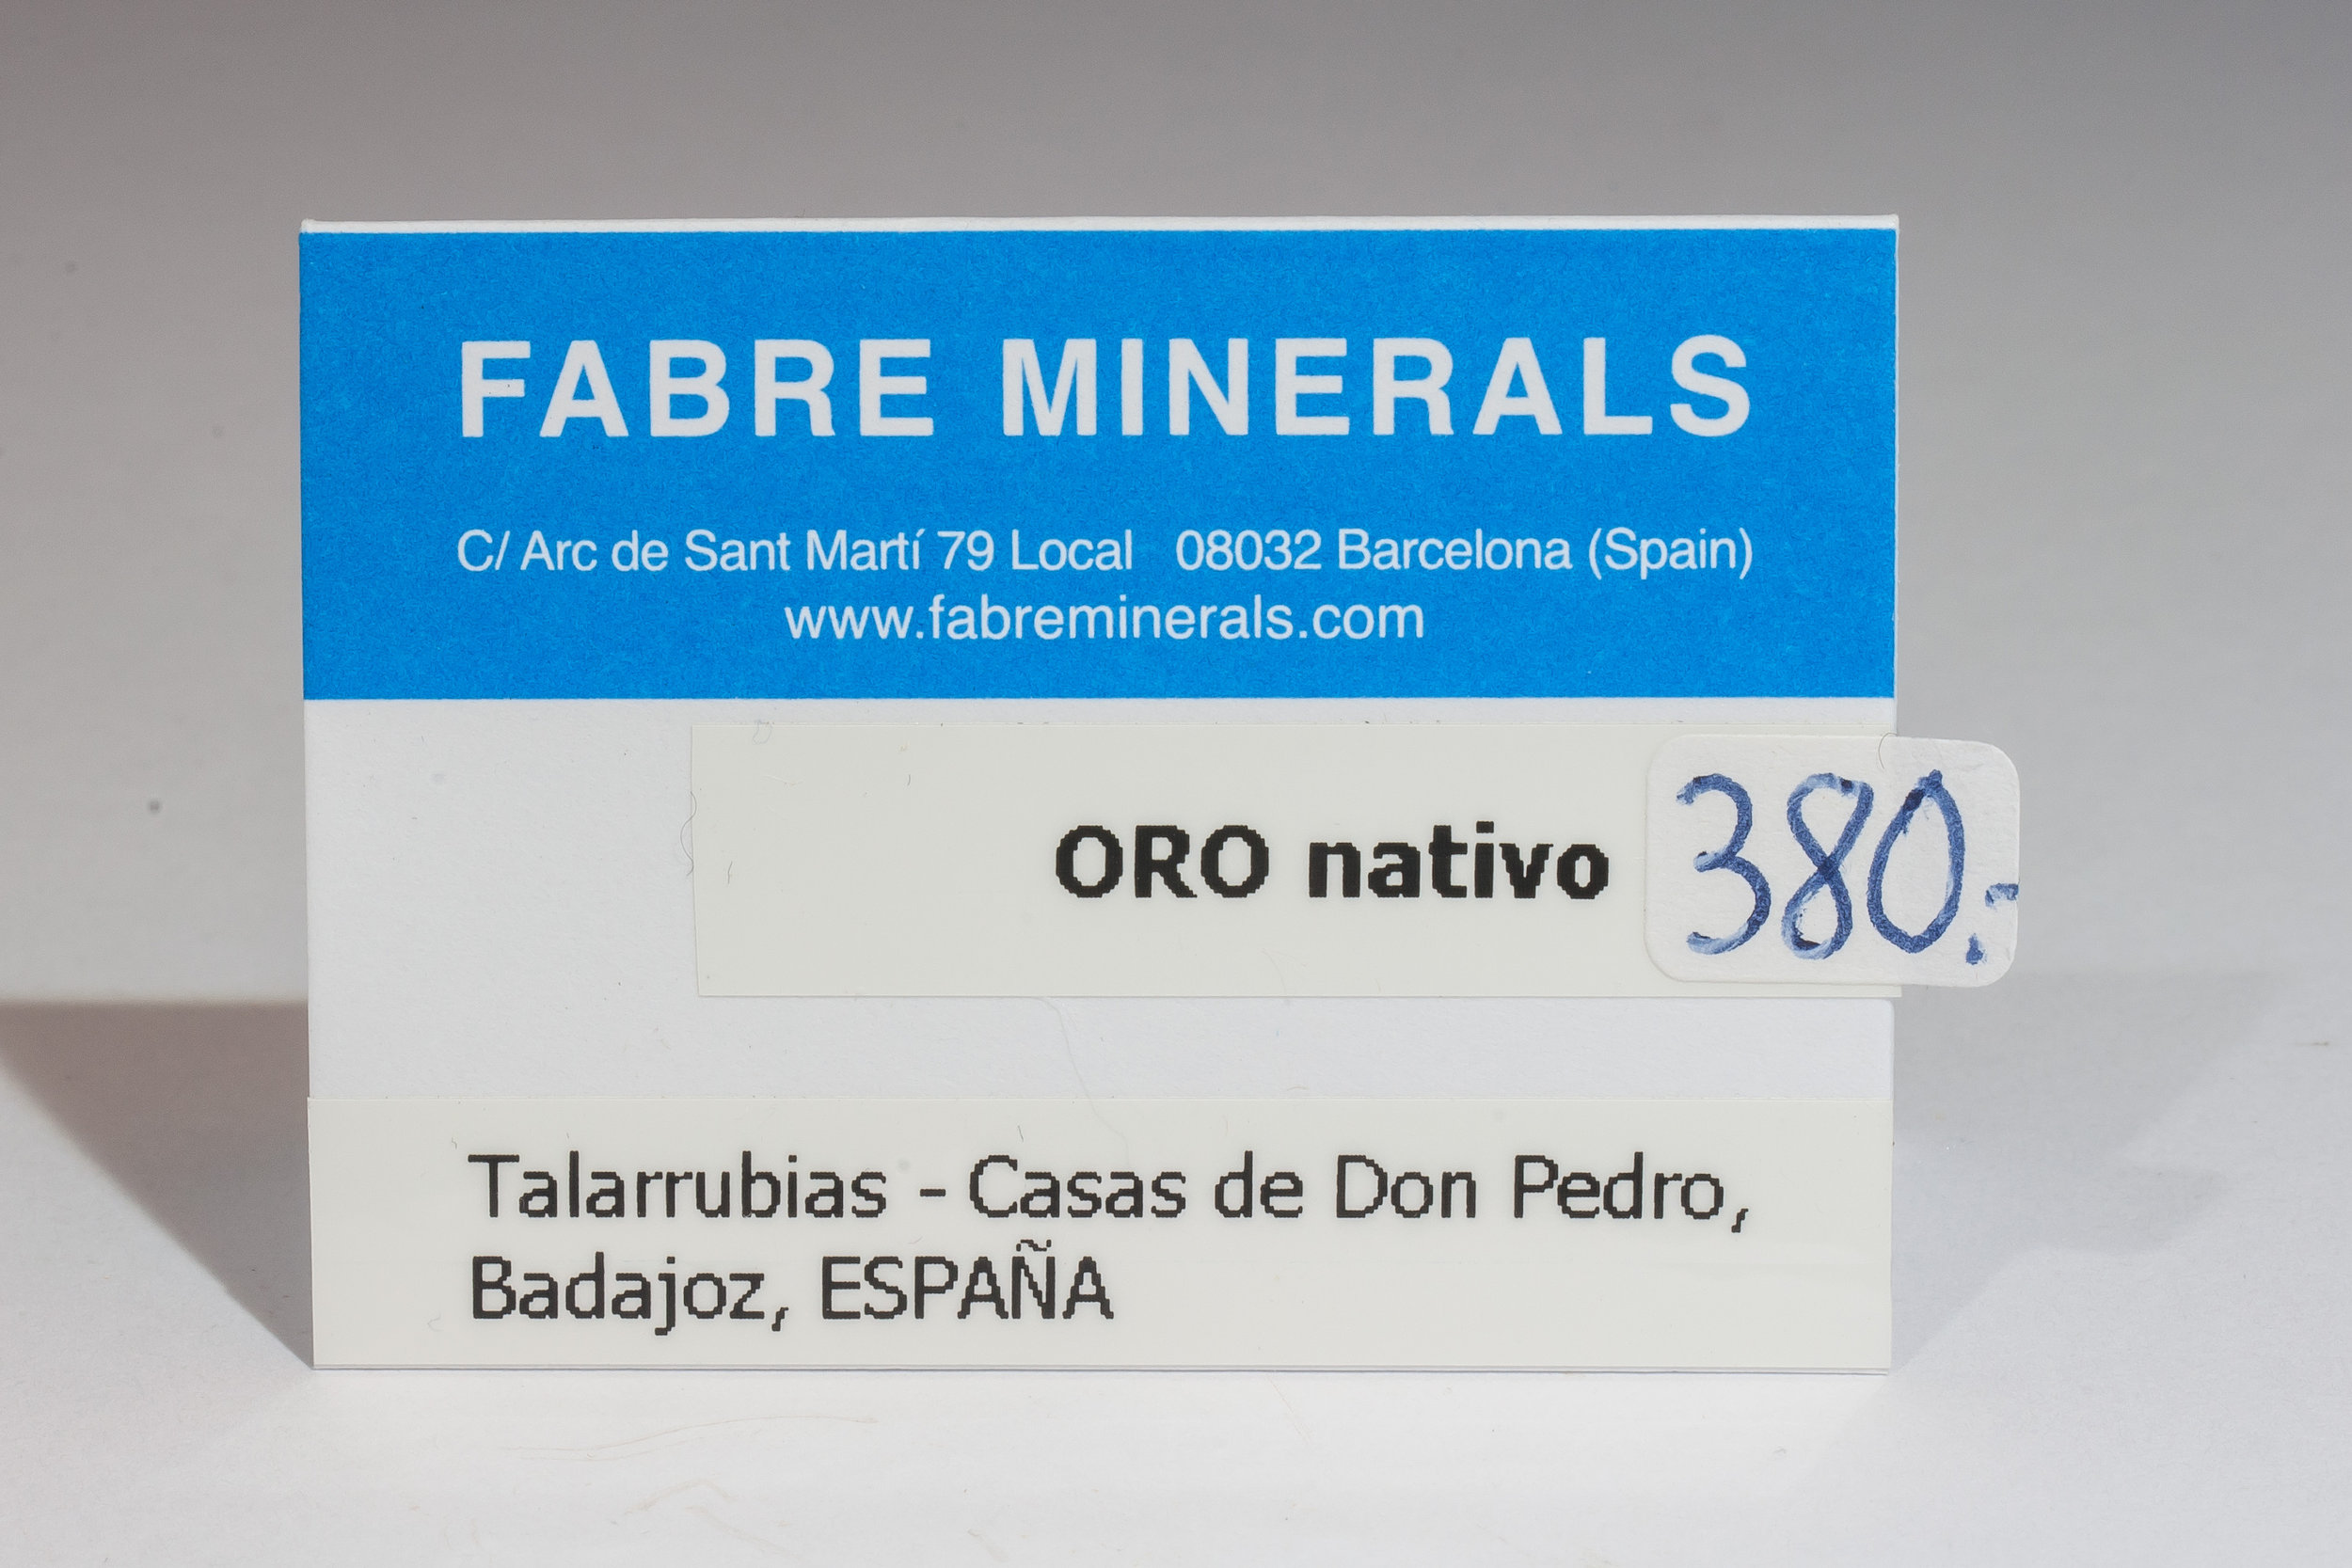 FABRE MINERALS
C/ Arc de Sant Martí 79 Local 08032 Barcelona (Spain)
www.fabreminerals.com
ORO nativo 380.-
Talarrubias - Casas de Don Pedro,
Badajoz, ESPAÑA